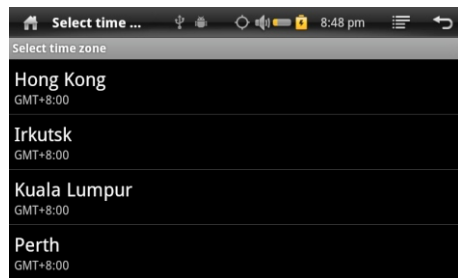 Select time ...
8:48 pm
Select time zone
Hong Kong
GMT+8:00
Irkutsk
GMT+8:00
Kuala Lumpur
GMT+8:00
Perth
GMT+8:00